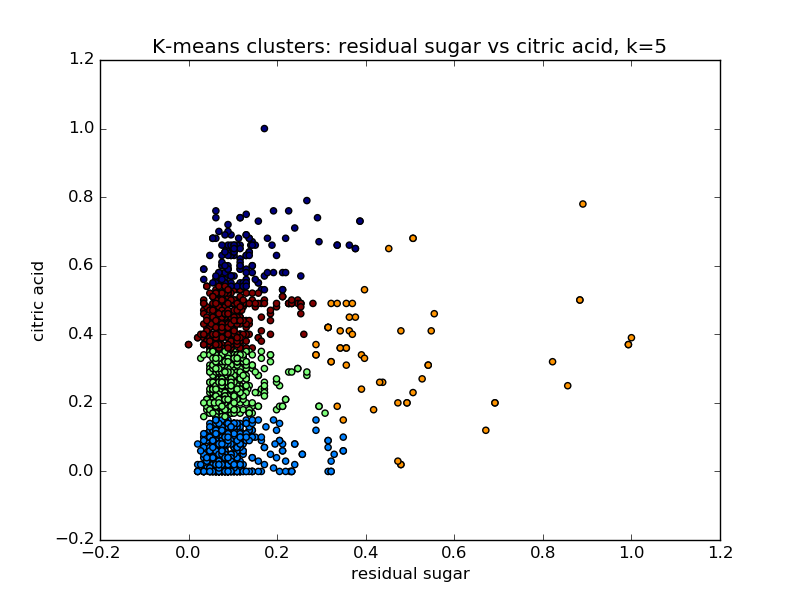 K-means clusters: residual sugar vs citric acid, k=5
1.2
1.0
0.8
0.6
0.4
0.2
0.0
−0.2
citric acid
−0.2 0.0 0.2 0.4 0.6 0.8 1.0 1.2
residual sugar